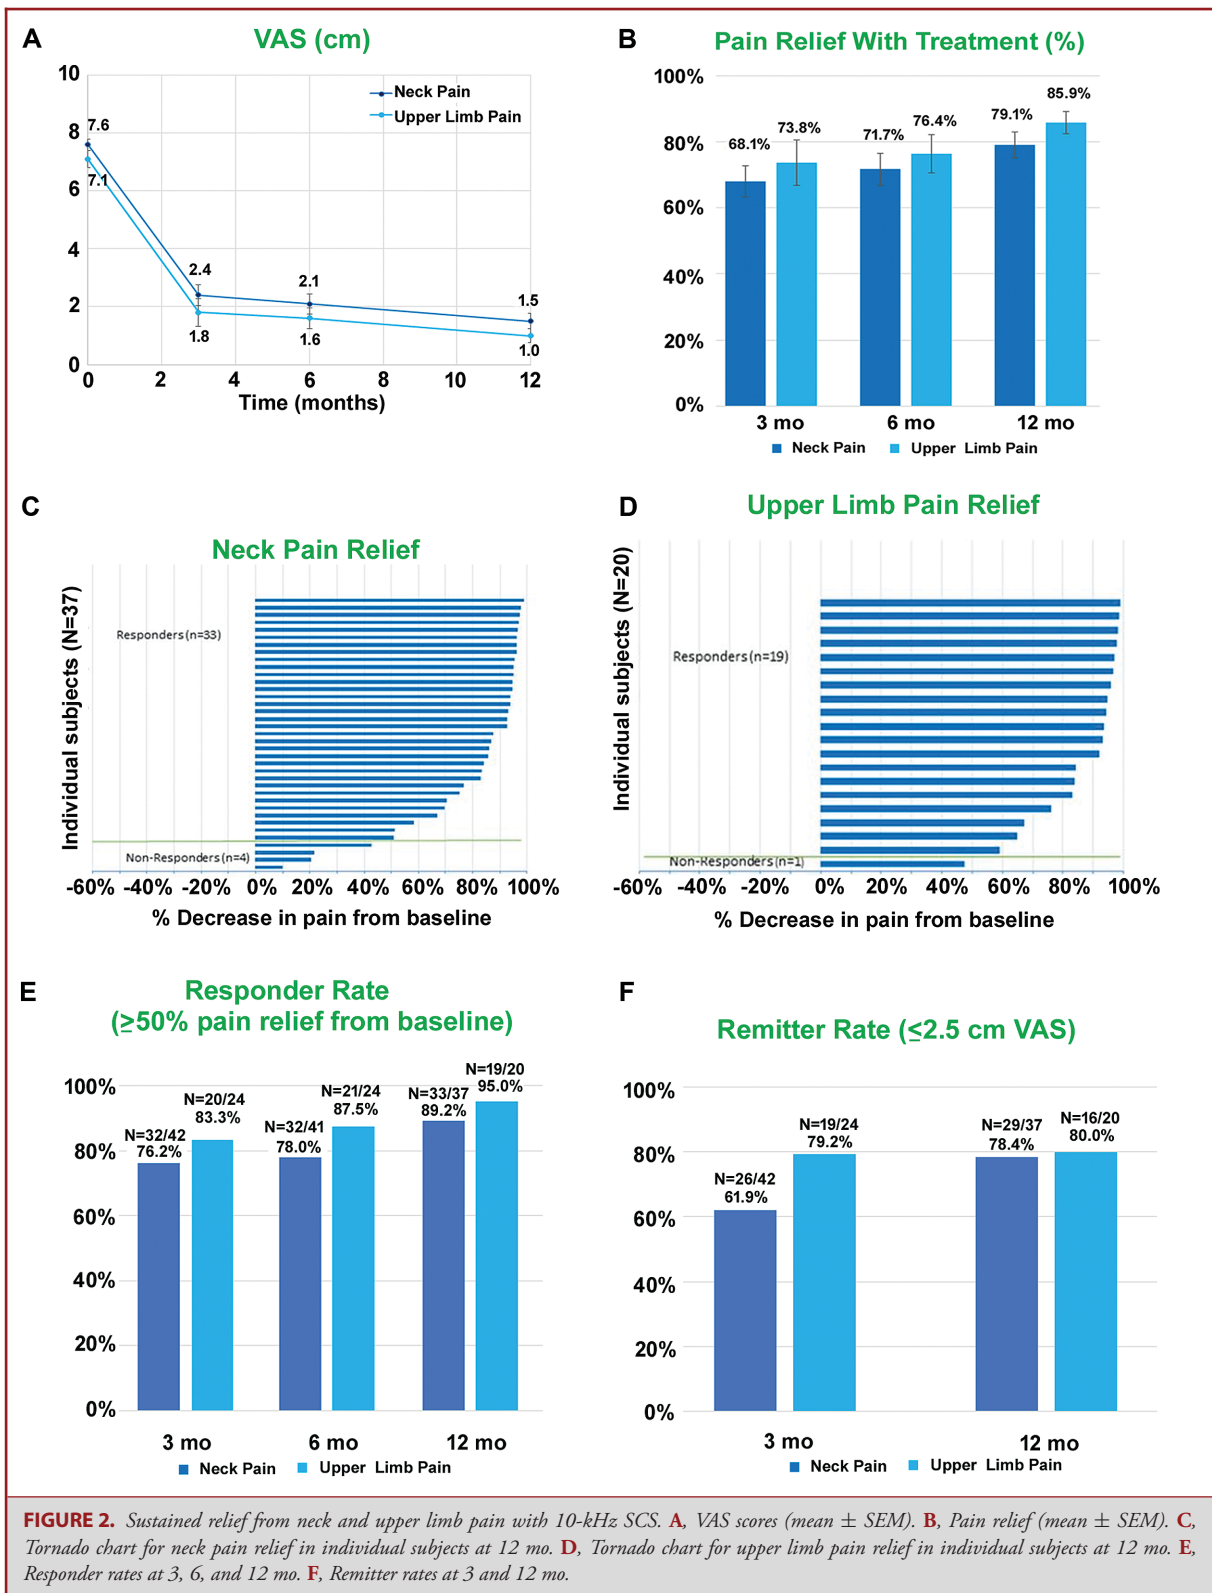 A
VAS (cm)
10
8
6
4
2
0
7.6
7.1
2.4
1.8
2.1
1.6
1.5
1.0
Neck Pain
Upper Limb Pain
0 2 4 6 8 10 12
Time (months)
B
Pain Relief With Treatment (%)
100%
80%
60%
40%
20%
0%
68.1%
73.8%
71.7%
76.4%
79.1%
85.9%
3 mo 6 mo 12 mo
Neck Pain Upper Limb Pain
C
Neck Pain Relief
Individual subjects (N=37)
Responders (n=33)
Non-Responders (n=4)
-60% -40% -20% 0% 20% 40% 60% 80% 100%
% Decrease in pain from baseline
D
Upper Limb Pain Relief
Individual subjects (N=20)
Responders (n=19)
Non-Responders (n=1)
-60% -40% -20% 0% 20% 40% 60% 80% 100%
% Decrease in pain from baseline
E
Responder Rate
(≥50% pain relief from baseline)
100%
80%
60%
40%
20%
0%
N=32/42
76.2%
N=20/24
83.3%
N=32/41
78.0%
N=21/24
87.5%
N=33/37
89.2%
N=19/20
95.0%
3 mo 6 mo 12 mo
Neck Pain Upper Limb Pain
F
Remitter Rate (≤2.5 cm VAS)
100%
80%
60%
40%
20%
0%
N=26/42
61.9%
N=19/24
79.2%
N=29/37
78.4%
N=16/20
80.0%
3 mo 12 mo
Neck Pain Upper Limb Pain
FIGURE 2. Sustained relief from neck and upper limb pain with 10-kHz SCS. A, VAS scores (mean ± SEM). B, Pain relief (mean ± SEM). C,
Tornado chart for neck pain relief in individual subjects at 12 mo. D, Tornado chart for upper limb pain relief in individual subjects at 12 mo. E,
Responder rates at 3, 6, and 12 mo. F, Remitter rates at 3 and 12 mo.